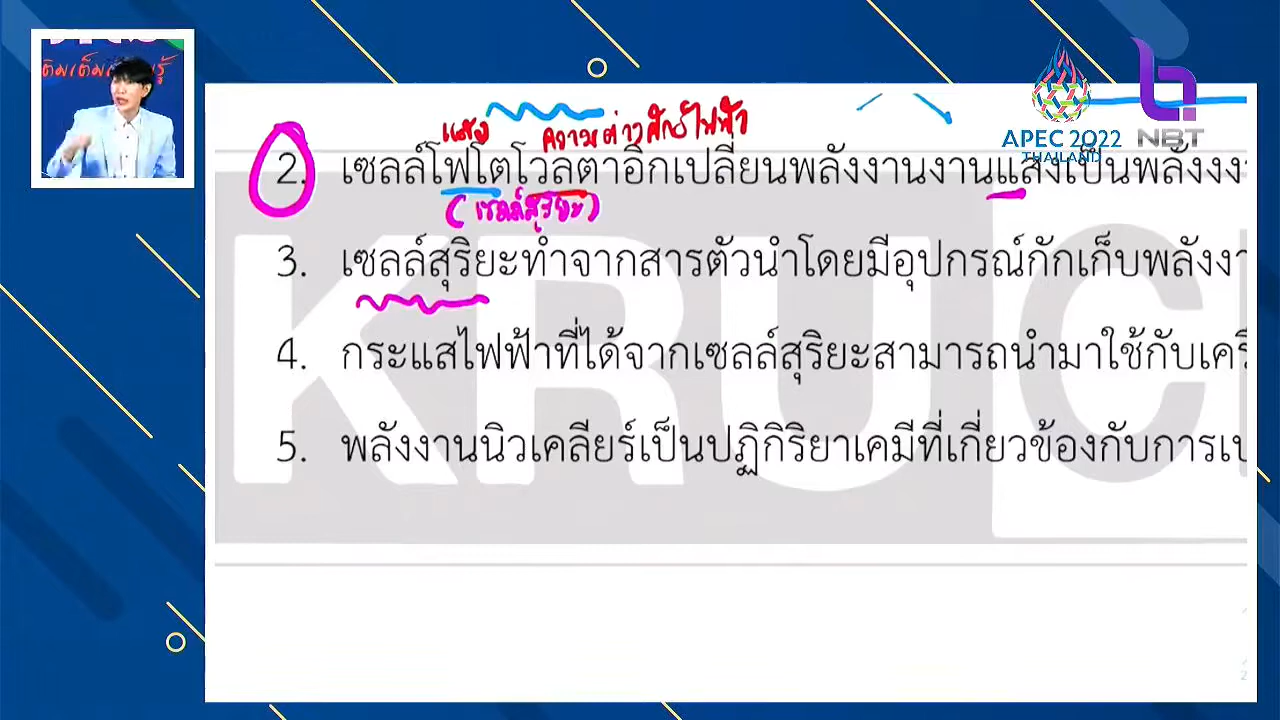 ติมเต็ม
แสง ความต่างศักย์ไฟฟ้า
APEC 2022
THAILAND
NBT
2. เซลล์โฟโตโวลตาอิกเปลี่ยนพลังงานงานแสงเป็นพลังงง
(เซลล์สุริยะ)
3. เซลล์สุริยะทำจากสารตัวนำโดยมีอุปกรณ์กักเก็บพลังงา
4. กระแสไฟฟ้าที่ได้จากเซลล์สุริยะสามารถนำมาใช้กับเครื
5. พลังงานนิวเคลียร์เป็นปฏิกิริยาเคมีที่เกี่ยวข้องกับการเป
KRU C